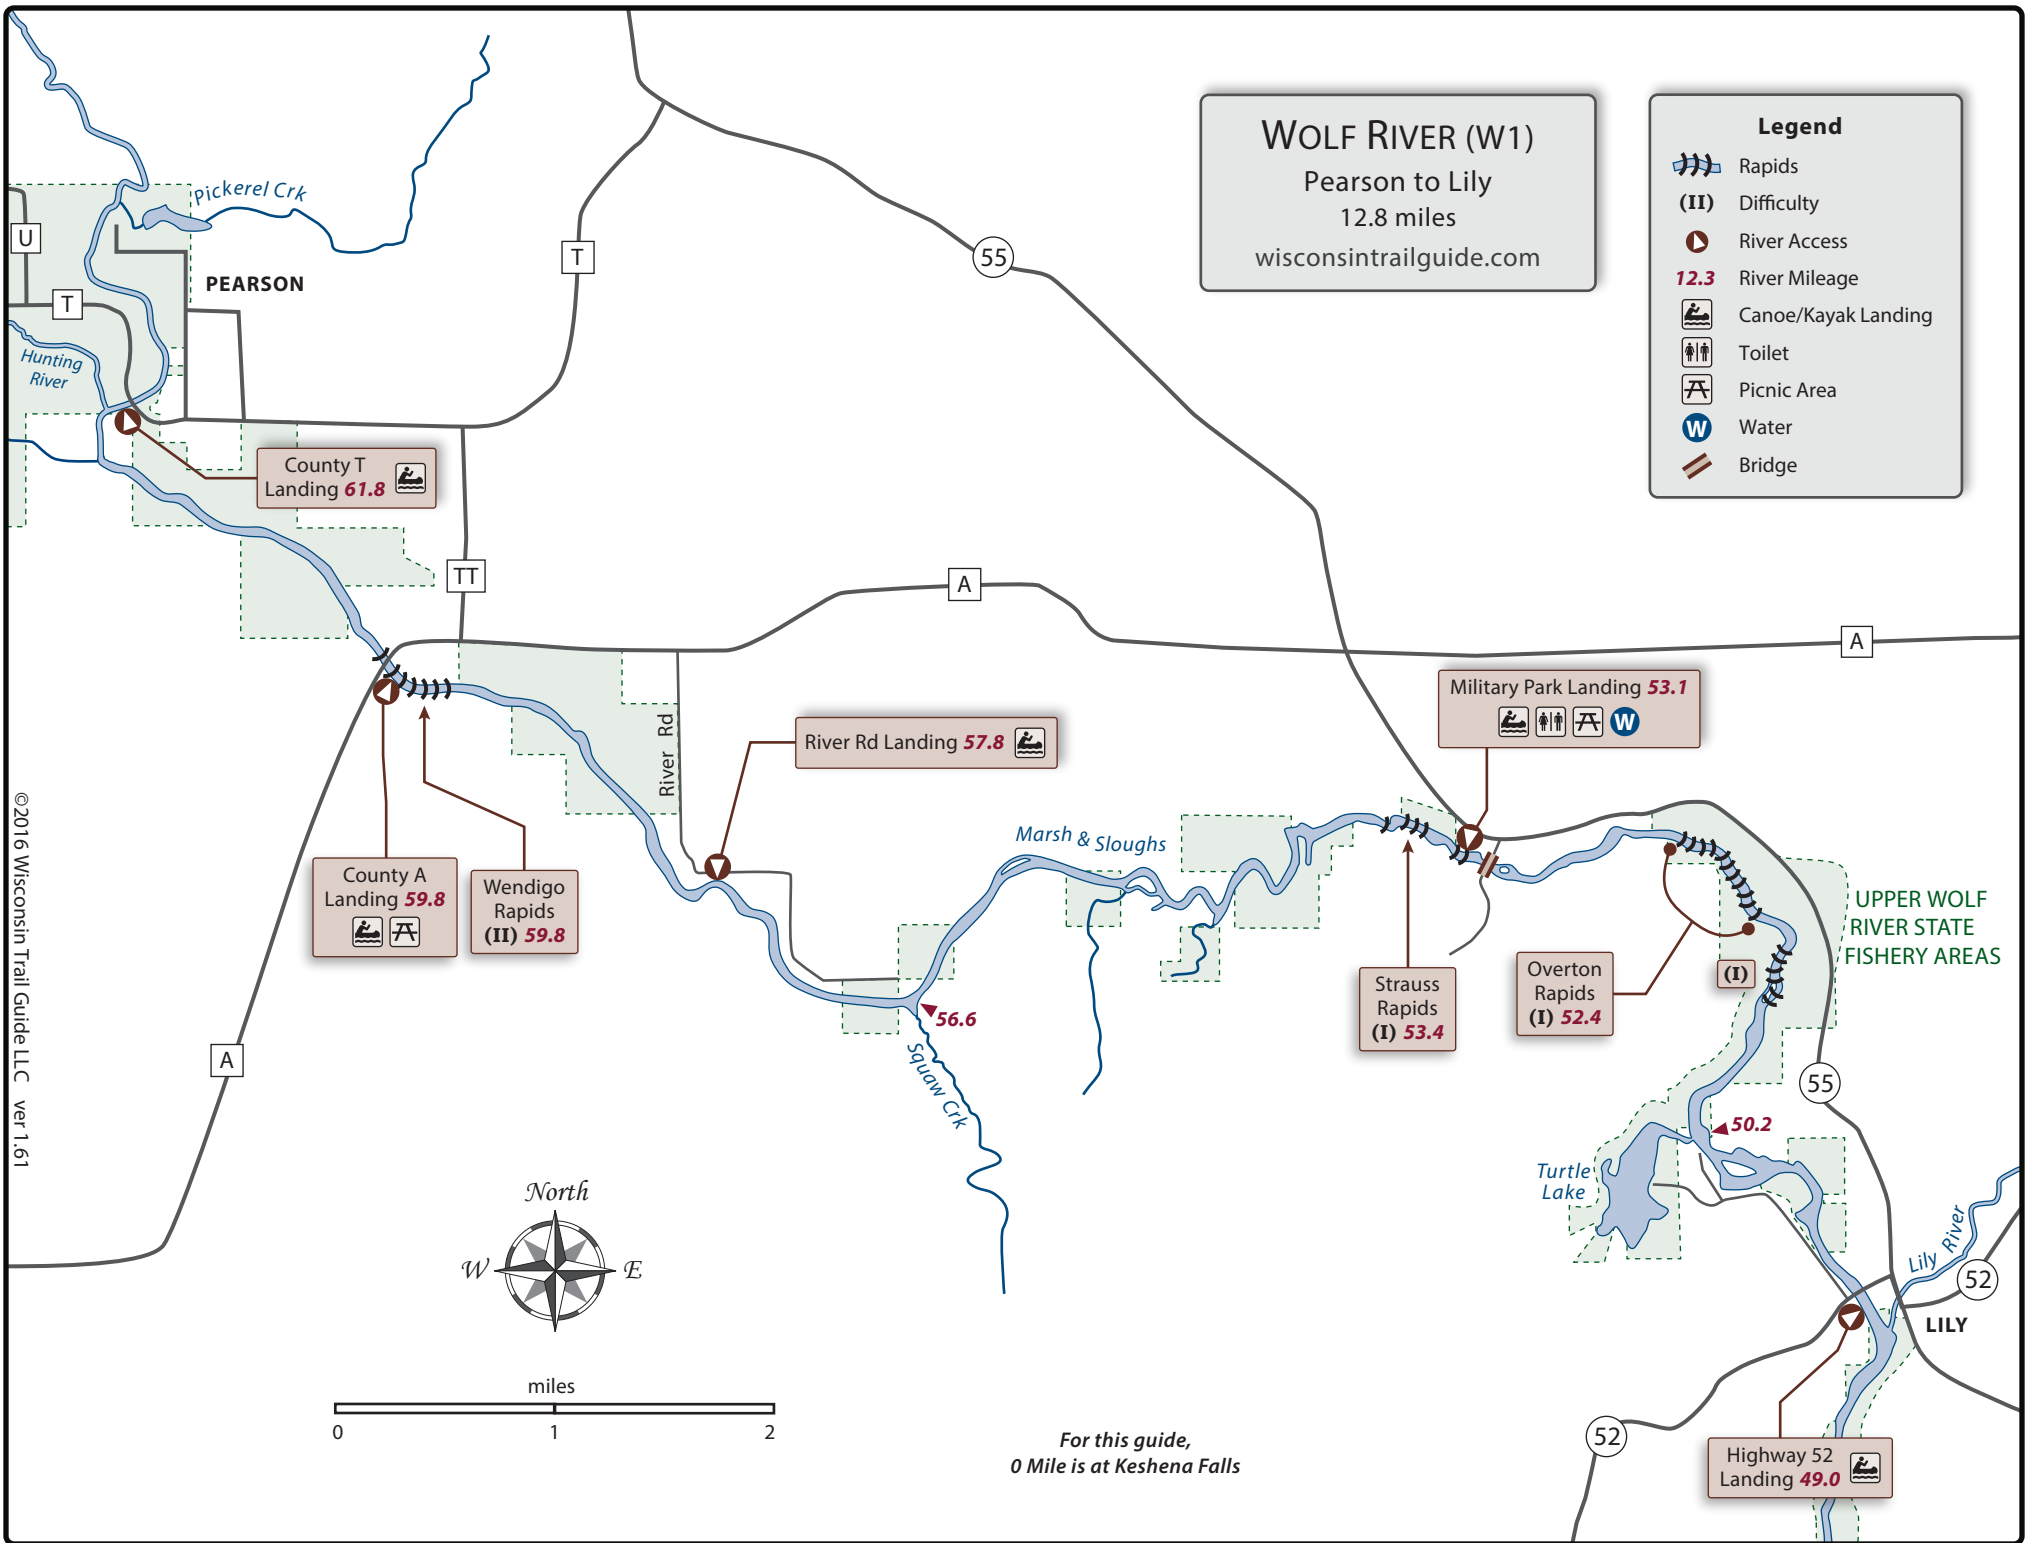 WOLF RIVER (W1)
Pearson to Lily
12.8 miles
wisconsintrailguide.com
Legend
Rapids
(II) Difficulty
River Access
12.3 River Mileage
Canoe/Kayak Landing
Toilet
Picnic Area
W Water
Bridge
Pickerel Crk
U
T
PEARSON
T
55
Hunting
River
County T
Landing 61.8
TT
A
A
Military Park Landing 53.1
W
River Rd
River Rd Landing 57.8
Marsh & Sloughs
County A
Landing 59.8
Wendigo
Rapids
(II) 59.8
UPPER WOLF
RIVER STATE
FISHERY AREAS
Strauss
Rapids
(I) 53.4
Overton
Rapids
(I) 52.4
(I)
56.6
Squaw Crk
A
55
50.2
Turtle
Lake
Lily River
52
LILY
52
Highway 52
Landing 49.0
North
W
E
miles
0 1 2
For this guide,
0 Mile is at Keshena Falls
©2016 Wisconsin Trail Guide LLC ver 1.61